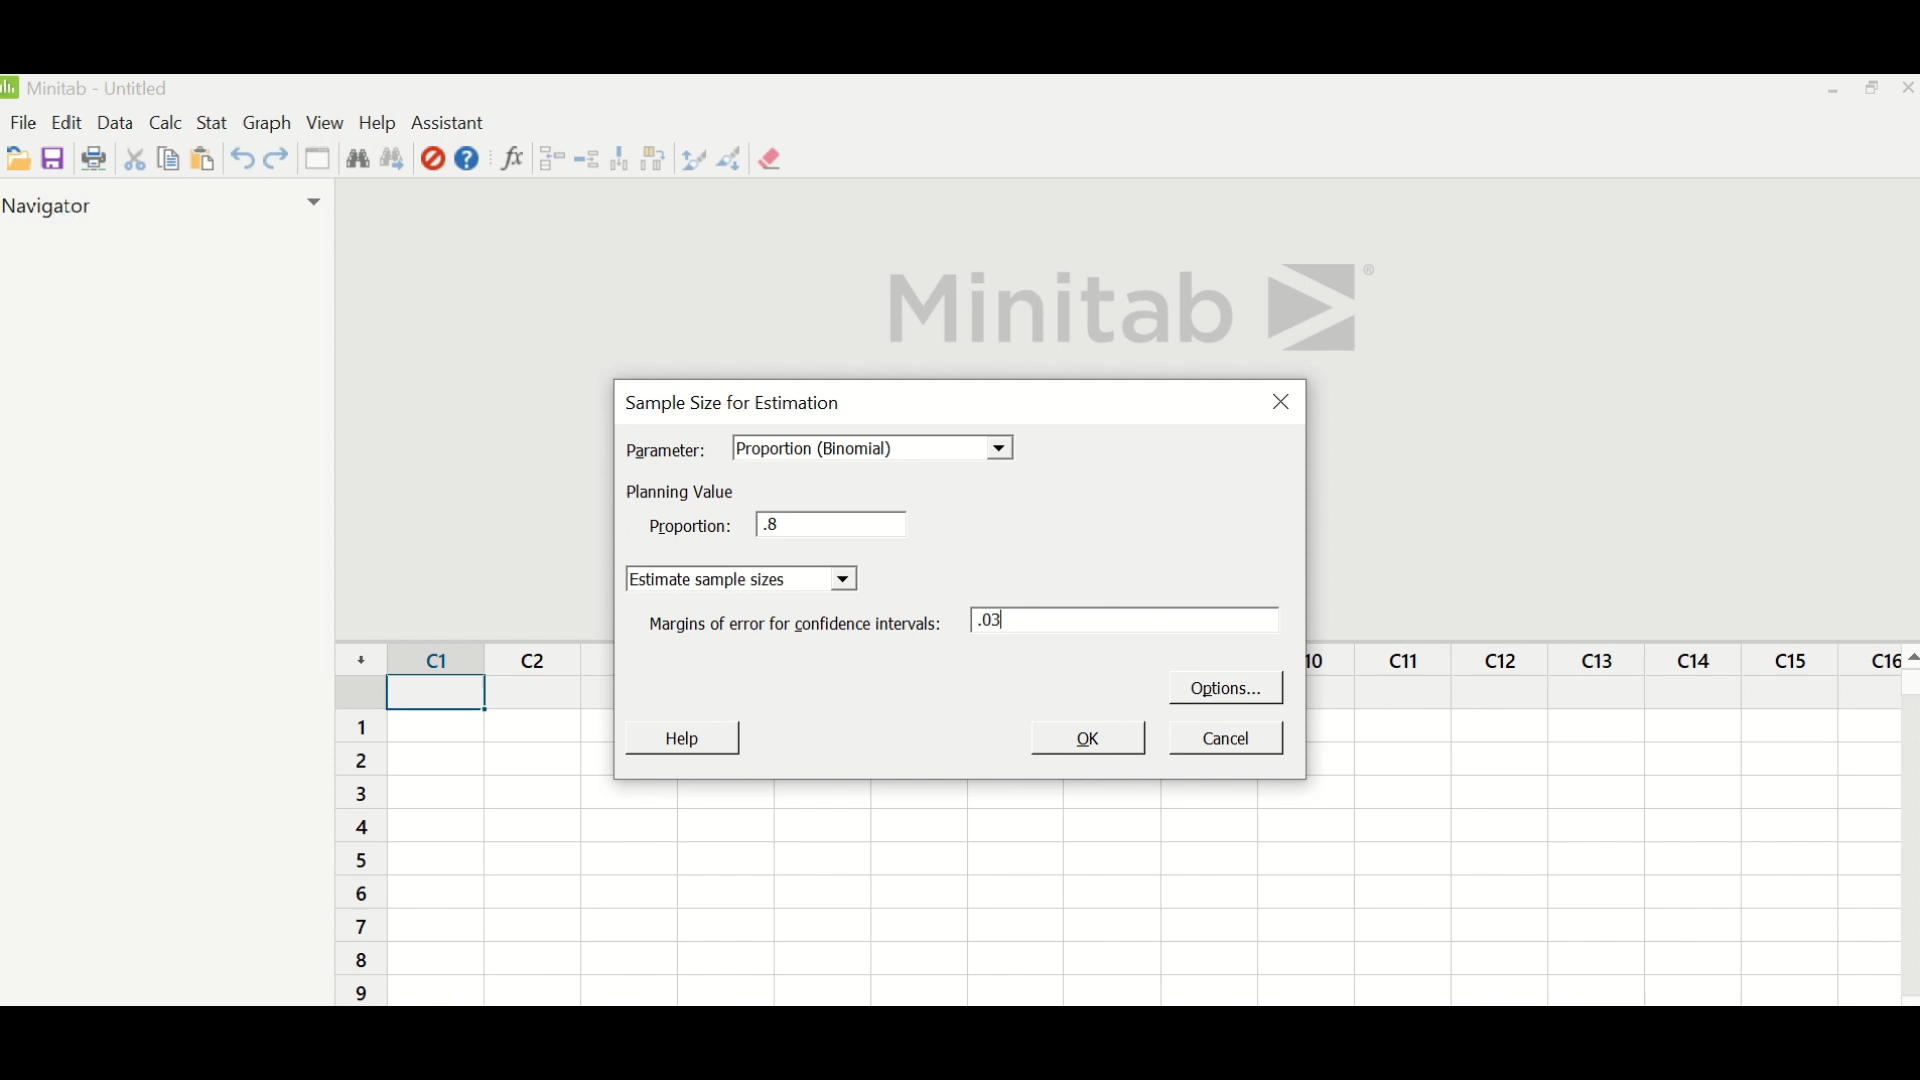 Minitab - Untitled
File Edit Data Calc Stat Graph View Help Assistant
fx
Navigator
Minitab ®
Sample Size for Estimation
Parameter: Proportion (Binomial)
Planning Value
Proportion: .8
Estimate sample sizes
Margins of error for confidence intervals: .03
Options...
Help OK Cancel
C1 C2 10 C11 C12 C13 C14 C15 C16
1
2
3
4
5
6
7
8
9